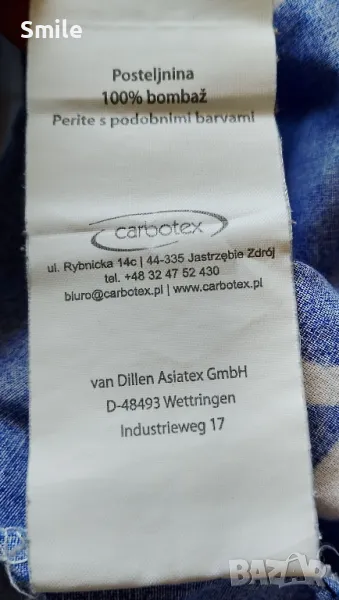 Smile
Posteljnina
100% bombaž
Perite s podobnimi barvami
carbotex
ul. Rybnicka 14c | 44-335 Jastrzębie Zdrój
tel. +48 32 47 52 430
biuro@carbotex.pl | www.carbotex.pl
van Dillen Asiatex GmbH
D-48493 Wettringen
Industrieweg 17
BAZAR